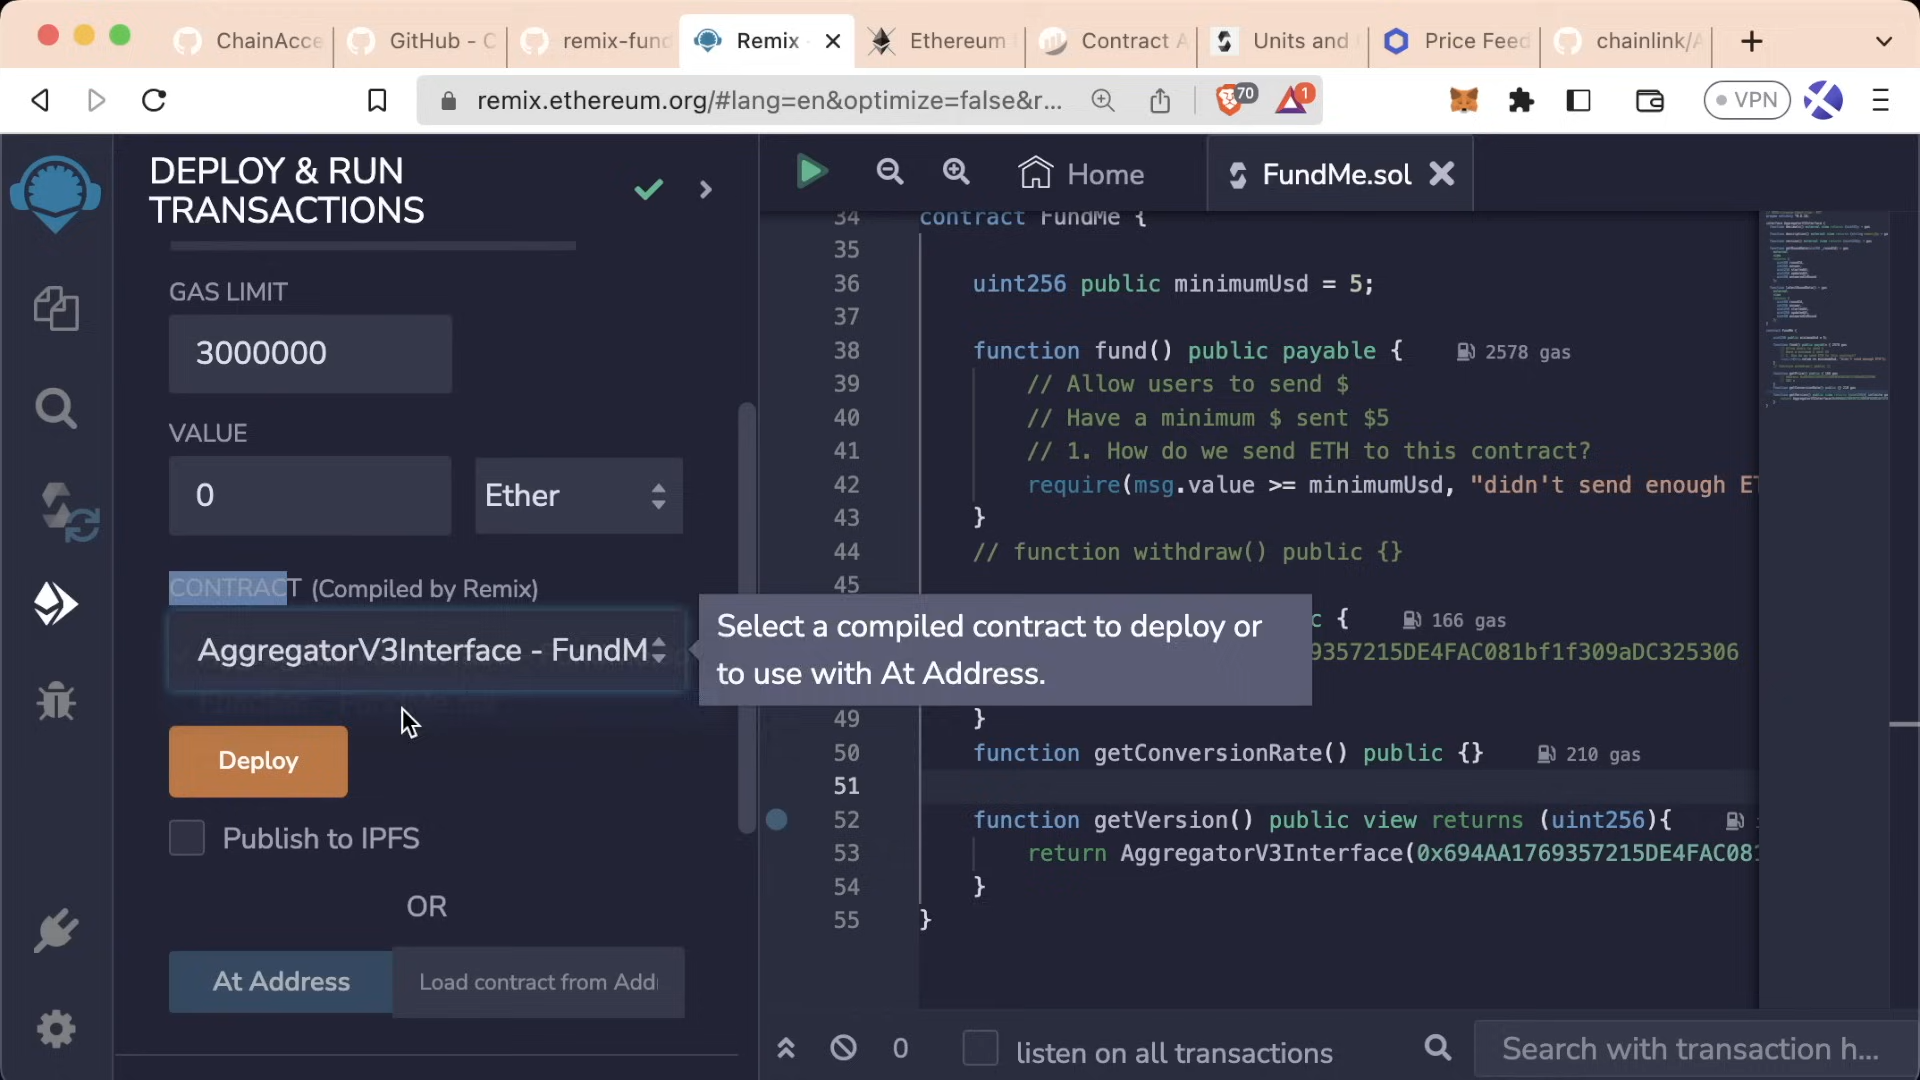 ChainAcce
GitHub - C
remix-fund
Remix
Ethereum
Contract A
Units and
Price Feed
chainlink/A
remix.ethereum.org/#lang=en&optimize=false&r...
70
1
VPN
DEPLOY & RUN
TRANSACTIONS
GAS LIMIT
3000000
VALUE
0
Ether
CONTRACT (Compiled by Remix)
AggregatorV3Interface - FundM
Select a compiled contract to deploy or
to use with At Address.
Deploy
Publish to IPFS
OR
At Address
Load contract from Add
Home
FundMe.sol
34 contract FundMe {
35
36 uint256 public minimumUsd = 5;
37
38 function fund() public payable { 2578 gas
39 // Allow users to send $
40 // Have a minimum $ sent $5
41 // 1. How do we send ETH to this contract?
42 require(msg.value >= minimumUsd, "didn't send enough ET
43 }
44 // function withdraw() public {}
45
c { 166 gas
9357215DE4FAC081bf1f309aDC325306
49 }
50 function getConversionRate() public {} 210 gas
51
52 function getVersion() public view returns (uint256){
53 return AggregatorV3Interface(0x694AA1769357215DE4FAC081
54 }
55 }
0
listen on all transactions
Search with transaction h...